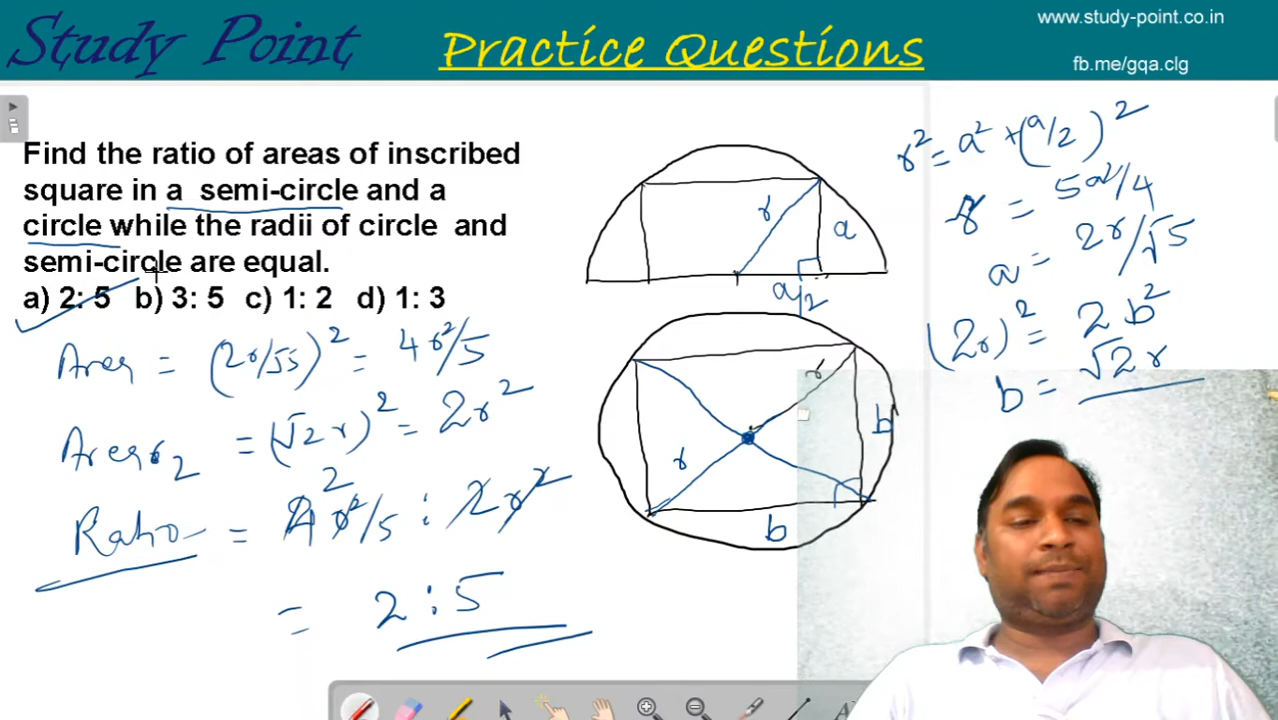 Study Point
Practice Questions
www.study-point.co.in
fb.me/gqa.clg
Find the ratio of areas of inscribed
square in a semi-circle and a
circle while the radii of circle and
semi-circle are equal.
a) 2: 5 b) 3: 5 c) 1: 2 d) 1: 3
Area = (2r/√5)² = 4r²/5
Area₂ = (√2 r)² = 2r²
Ratio = 4r²/5 : 2r²
2
= 2 : 5
r
a
a/2
r
r
b
b
r² = a² + (a/2)²
r = 5a²/4
a = 2r/√5
(2r)² = 2b²
b = √2 r